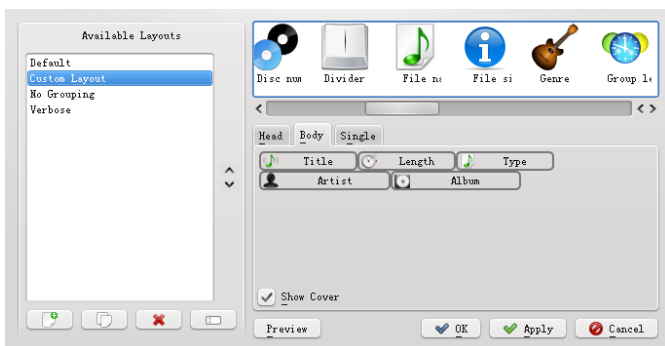 Available Layouts
Default
Custom Layout
No Grouping
Verbose
Disc num Divider File na File si Genre Group le
Head Body Single
Title Length Type
Artist Album
Show Cover
Preview OK Apply Cancel